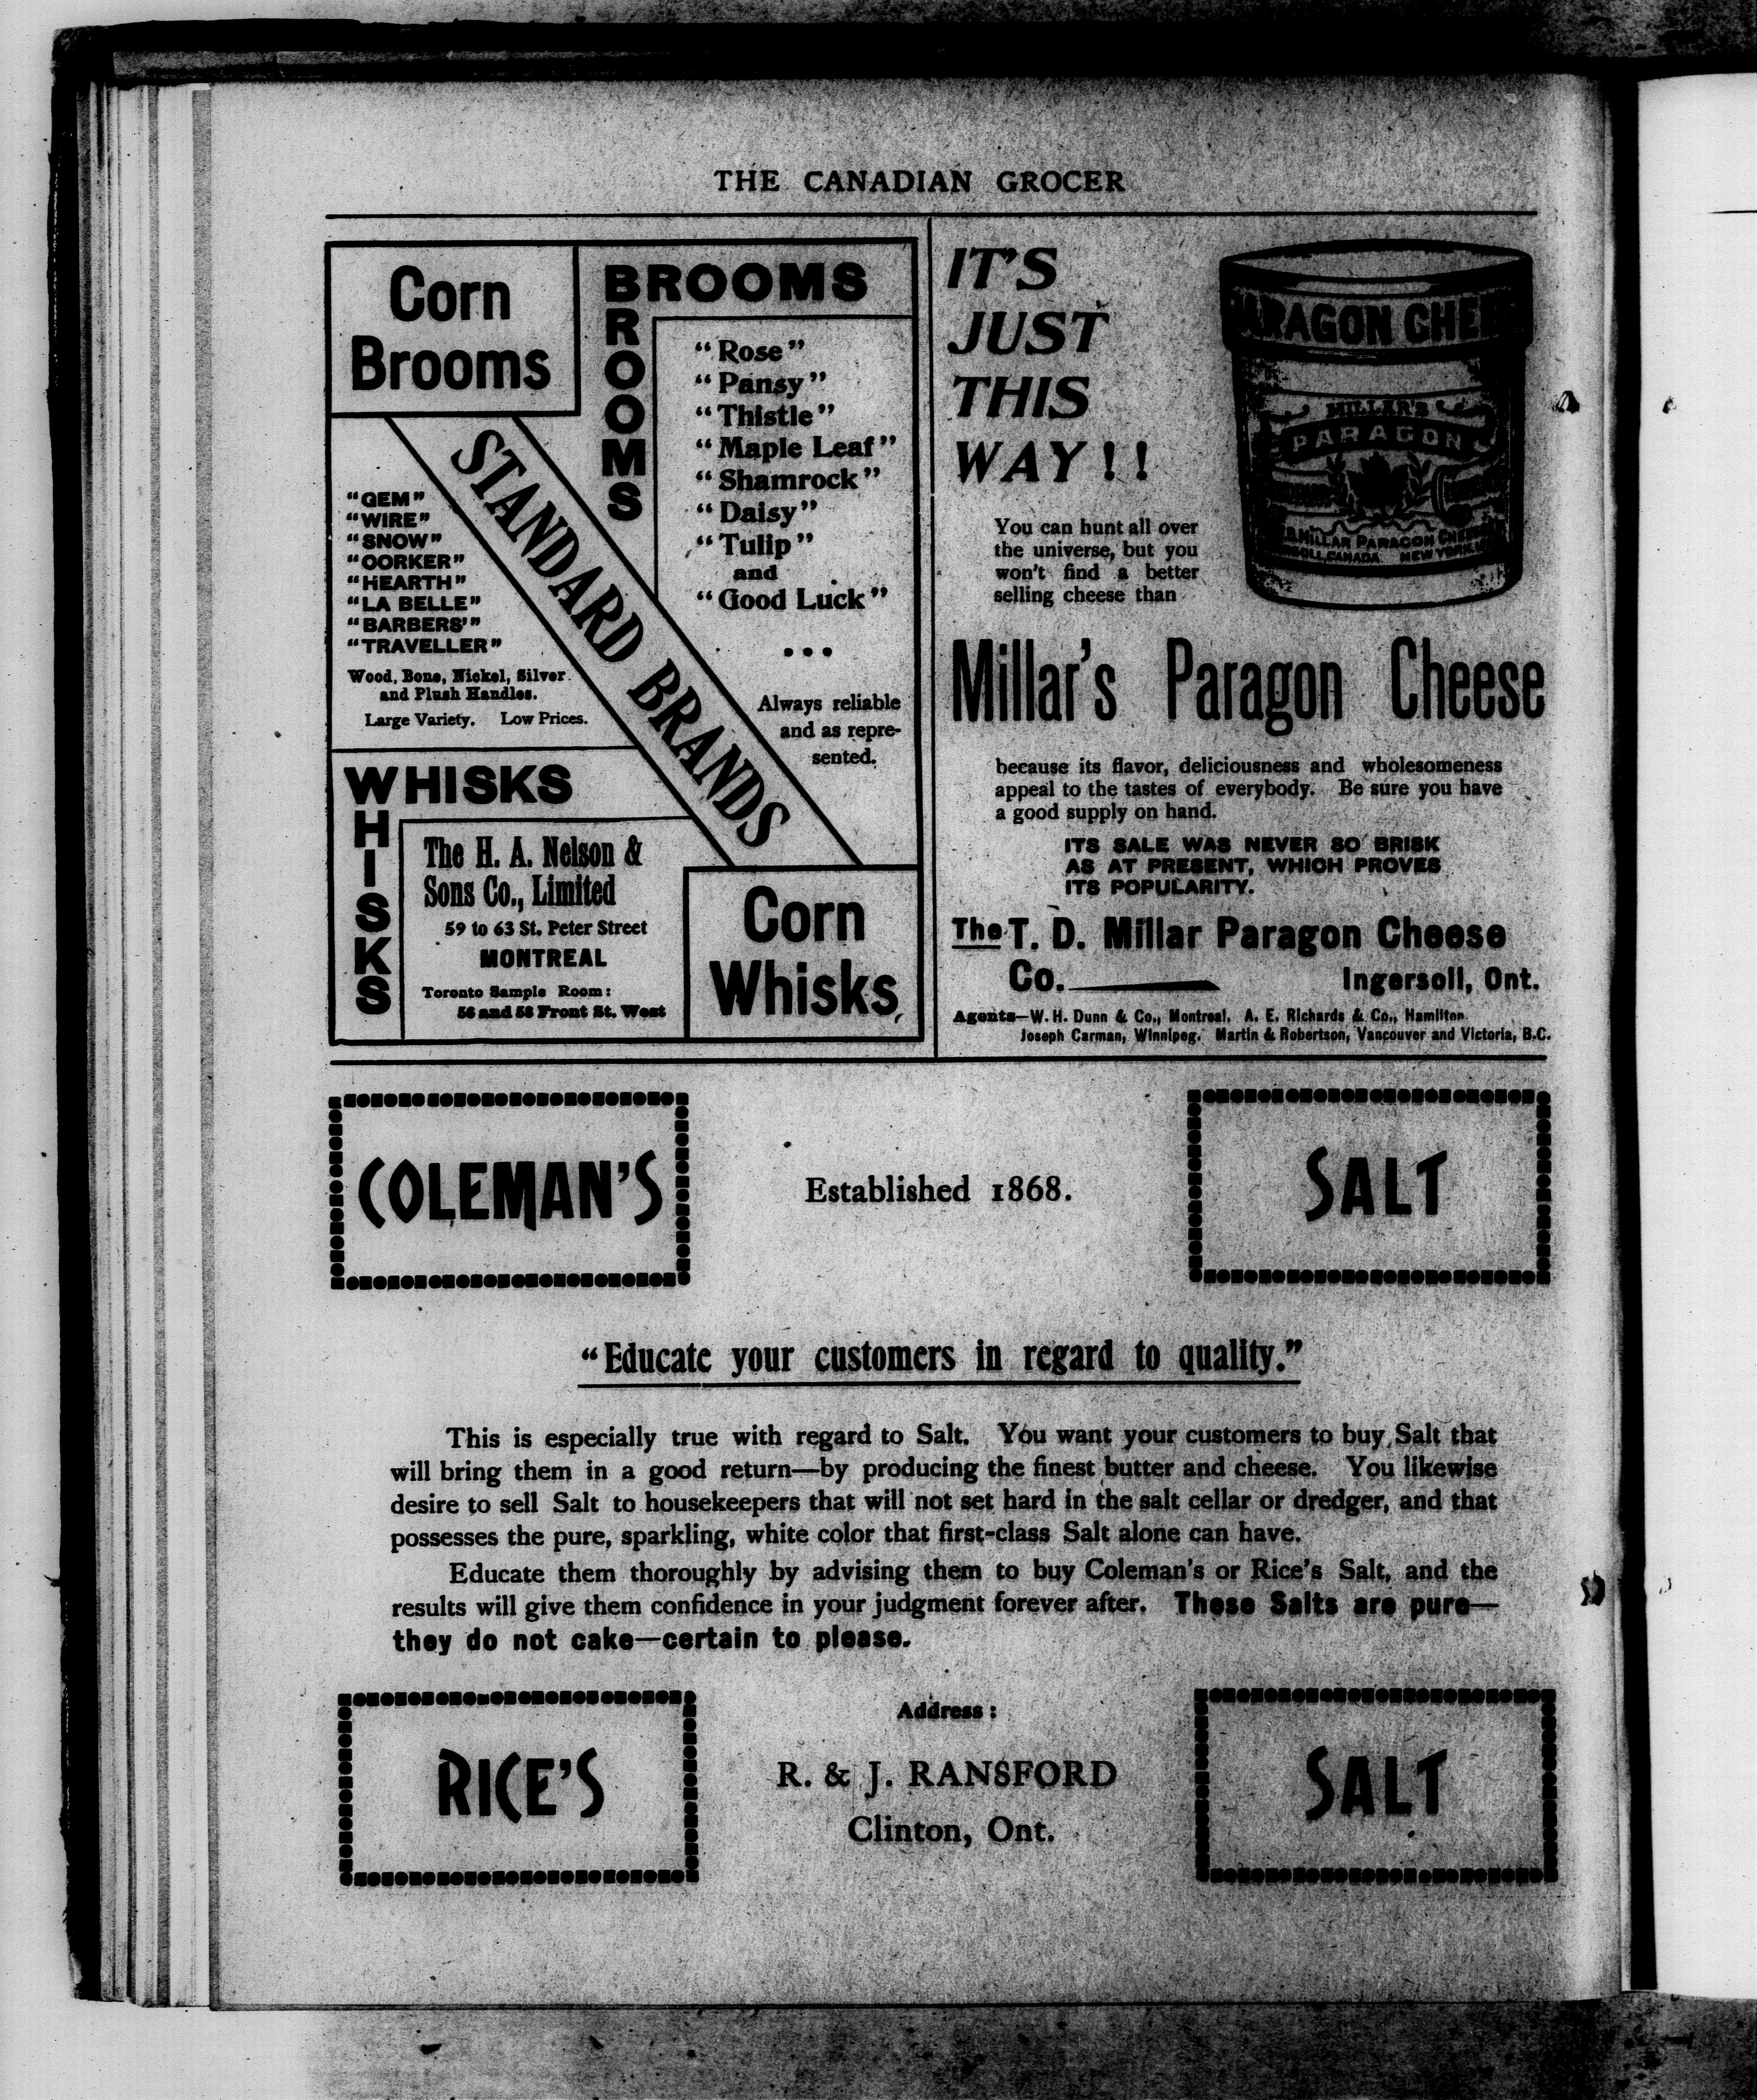 THE CANADIAN GROCER
Corn
Brooms
BROOMS
BROOMS
"Rose"
"Pansy"
"Thistle"
"Maple Leaf"
"Shamrock"
"Daisy"
"Tulip"
and
"Good Luck"
Always reliable
and as repre-
sented.
STANDARD BRANDS
"GEM"
"WIRE"
"SNOW"
"OORKER"
"HEARTH"
"LA BELLE"
"BARBERS'"
"TRAVELLER"
Wood, Bone, Nickel, Silver
and Plush Handles.
Large Variety. Low Prices.
WHISKS
WHISKS
The H. A. Nelson &
Sons Co., Limited
59 to 63 St. Peter Street
MONTREAL
Toronto Sample Room:
56 and 58 Front St. West
Corn
Whisks
IT'S
JUST
THIS
WAY!!
PARAGON CHEE
MILLAR'S
PARAGON
MILLAR PARAGON CHEE
SOLL, CANADA NEW YORK
You can hunt all over
the universe, but you
won't find a better
selling cheese than
Millar's Paragon Cheese
because its flavor, deliciousness and wholesomeness
appeal to the tastes of everybody. Be sure you have
a good supply on hand.
ITS SALE WAS NEVER SO BRISK
AS AT PRESENT, WHICH PROVES
ITS POPULARITY.
The T. D. Millar Paragon Cheese
Co. Ingersoll, Ont.
Agents—W. H. Dunn & Co., Montreal. A. E. Richards & Co., Hamilton.
Joseph Carman, Winnipeg. Martin & Robertson, Vancouver and Victoria, B.C.
COLEMAN'S
Established 1868.
SALT
"Educate your customers in regard to quality."
This is especially true with regard to Salt. You want your customers to buy Salt that
will bring them in a good return—by producing the finest butter and cheese. You likewise
desire to sell Salt to housekeepers that will not set hard in the salt cellar or dredger, and that
possesses the pure, sparkling, white color that first-class Salt alone can have.
Educate them thoroughly by advising them to buy Coleman's or Rice's Salt, and the
results will give them confidence in your judgment forever after. These Salts are pure—
they do not cake—certain to please.
RICE'S
Address:
R. & J. RANSFORD
Clinton, Ont.
SALT